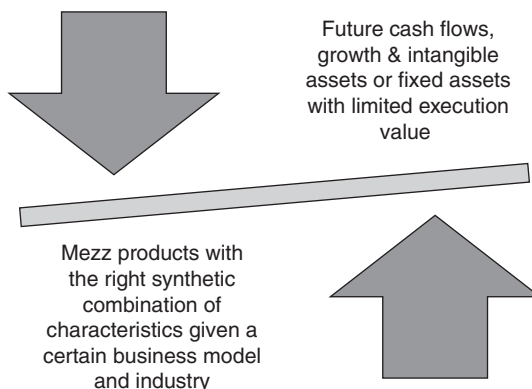 Future cash flows,
growth & intangible
assets or fixed assets
with limited execution
value
Mezz products with
the right synthetic
combination of
characteristics given a
certain business model
and industry